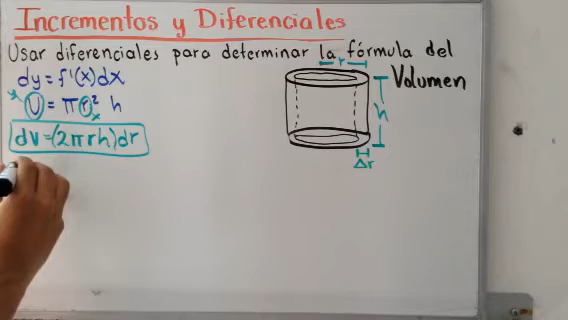 Incrementos y Diferenciales
Usar diferenciales para determinar la fórmula del
Volumen
dy = f'(x)dx
y V = π r² h
x
dv=(2πrh)dr
r
h
Δr